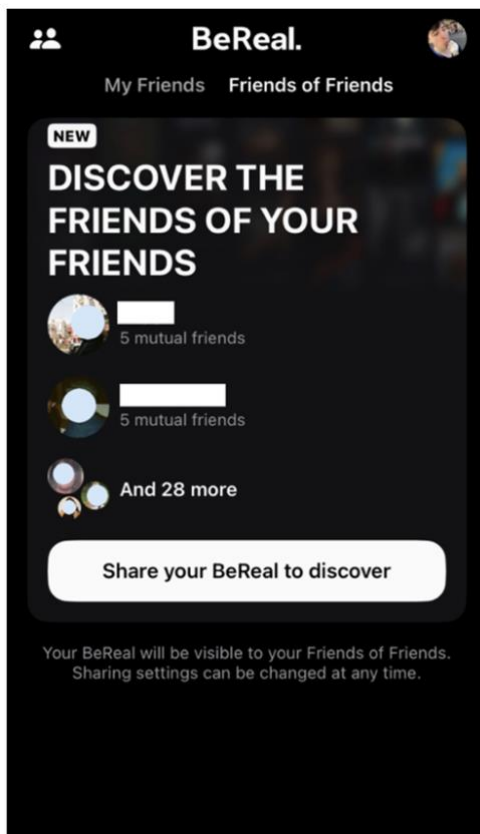 BeReal.
My Friends Friends of Friends
NEW
DISCOVER THE
FRIENDS OF YOUR
FRIENDS
5 mutual friends
5 mutual friends
And 28 more
Share your BeReal to discover
Your BeReal will be visible to your Friends of Friends.
Sharing settings can be changed at any time.